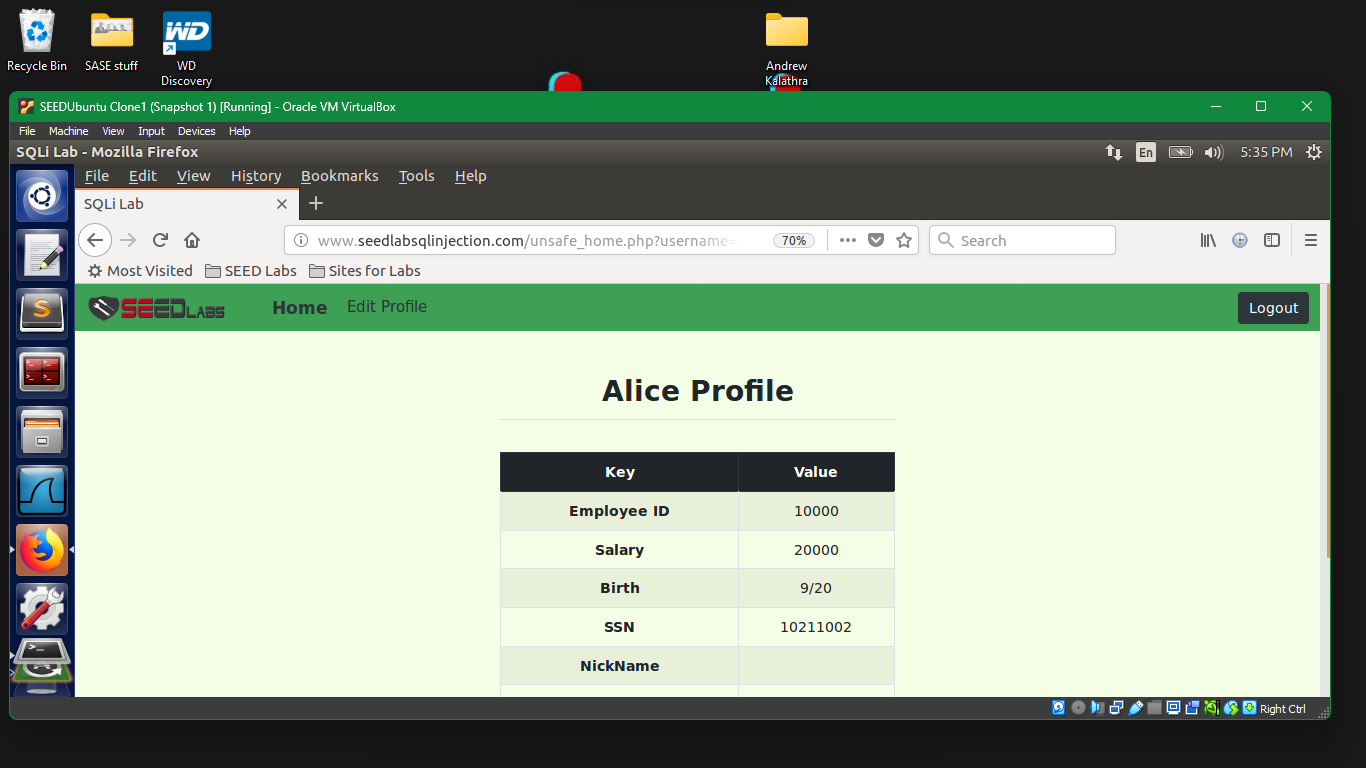 Recycle Bin
SASE stuff
WD
Discovery
Andrew
Kalathra
SEEDUbuntu Clone1 (Snapshot 1) [Running] - Oracle VM VirtualBox
File Machine View Input Devices Help
SQLi Lab - Mozilla Firefox
En
5:35 PM
File Edit View History Bookmarks Tools Help
SQLi Lab
www.seedlabsqlinjection.com/unsafe_home.php?username=
70%
Search
Most Visited SEED Labs Sites for Labs
SEEDLABS
Home Edit Profile Logout
Alice Profile
Key Value
Employee ID 10000
Salary 20000
Birth 9/20
SSN 10211002
NickName
Right Ctrl